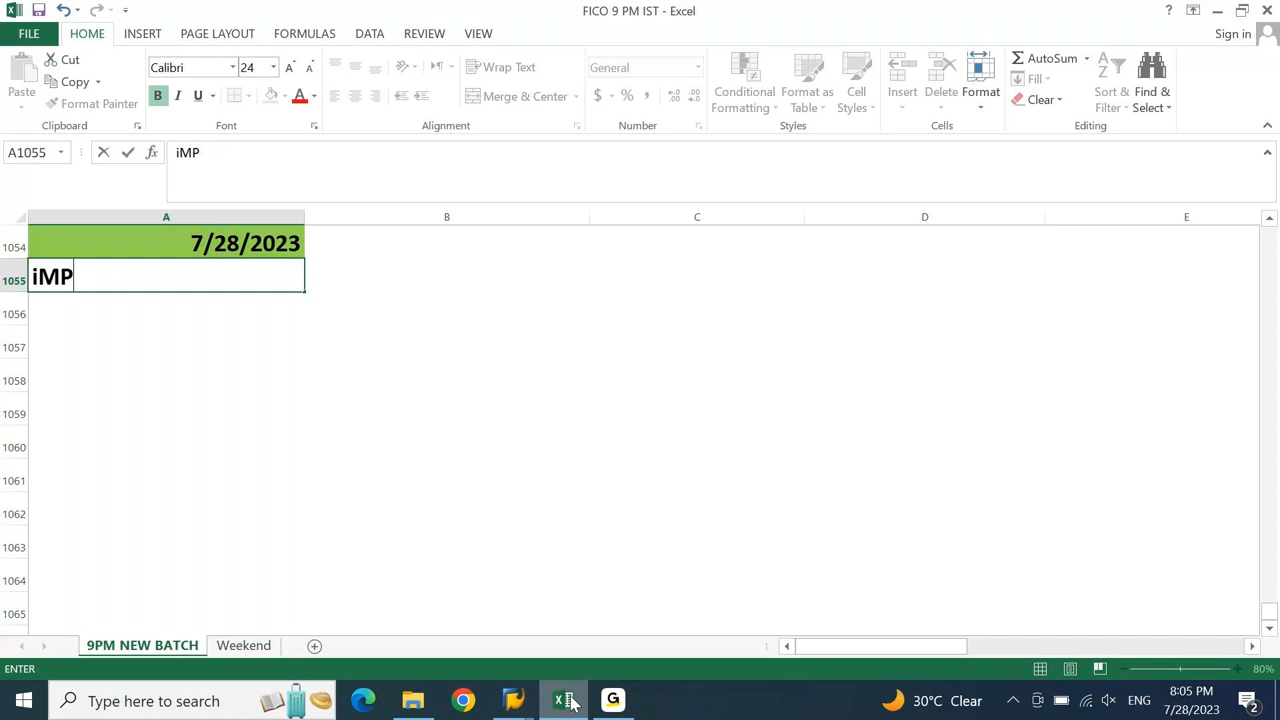 FICO 9 PM IST - Excel
? 
Sign in
FILE HOME INSERT PAGE LAYOUT FORMULAS DATA REVIEW VIEW
Paste
Cut
Copy
Format Painter
Clipboard
Calibri 24
B I U
Font
Wrap Text
Merge & Center
Alignment
General
$ % ,
Number
Conditional Formatting
Format as Table
Cell Styles
Styles
Insert Delete Format
Cells
AutoSum
Fill
Clear
Sort & Filter
Find & Select
Editing
A1055 fx iMP
A B C D E
1054 7/28/2023
1055 iMP
1056
1057
1058
1059
1060
1061
1062
1063
1064
1065
9PM NEW BATCH Weekend
ENTER 80%
Type here to search
30°C Clear
ENG
8:05 PM
7/28/2023
2